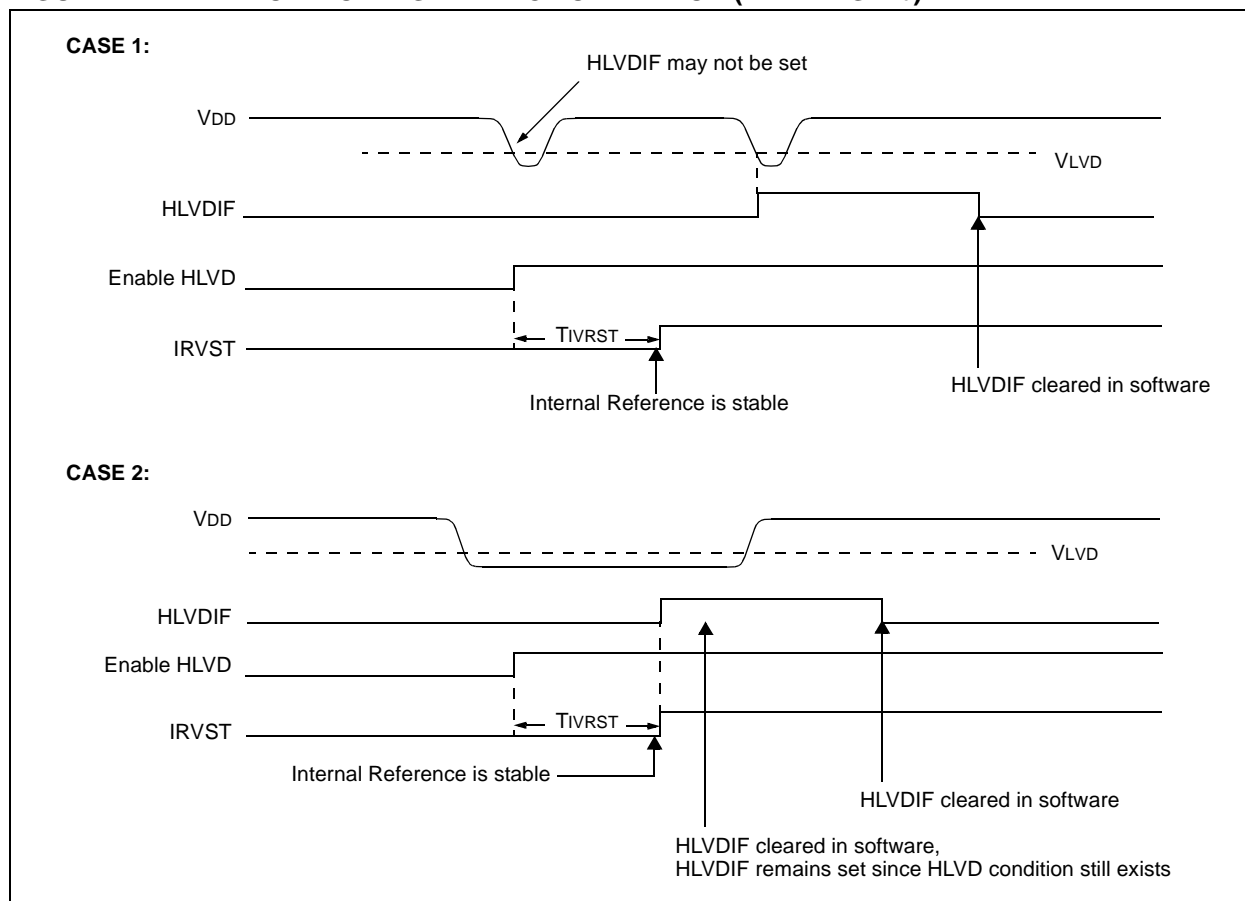 CASE 1:
HLVDIF may not be set
VDD
VLVD
HLVDIF
Enable HLVD
TIVRST
IRVST
HLVDIF cleared in software
Internal Reference is stable
CASE 2:
VDD
VLVD
HLVDIF
Enable HLVD
TIVRST
IRVST
Internal Reference is stable
HLVDIF cleared in software
HLVDIF cleared in software,
HLVDIF remains set since HLVD condition still exists